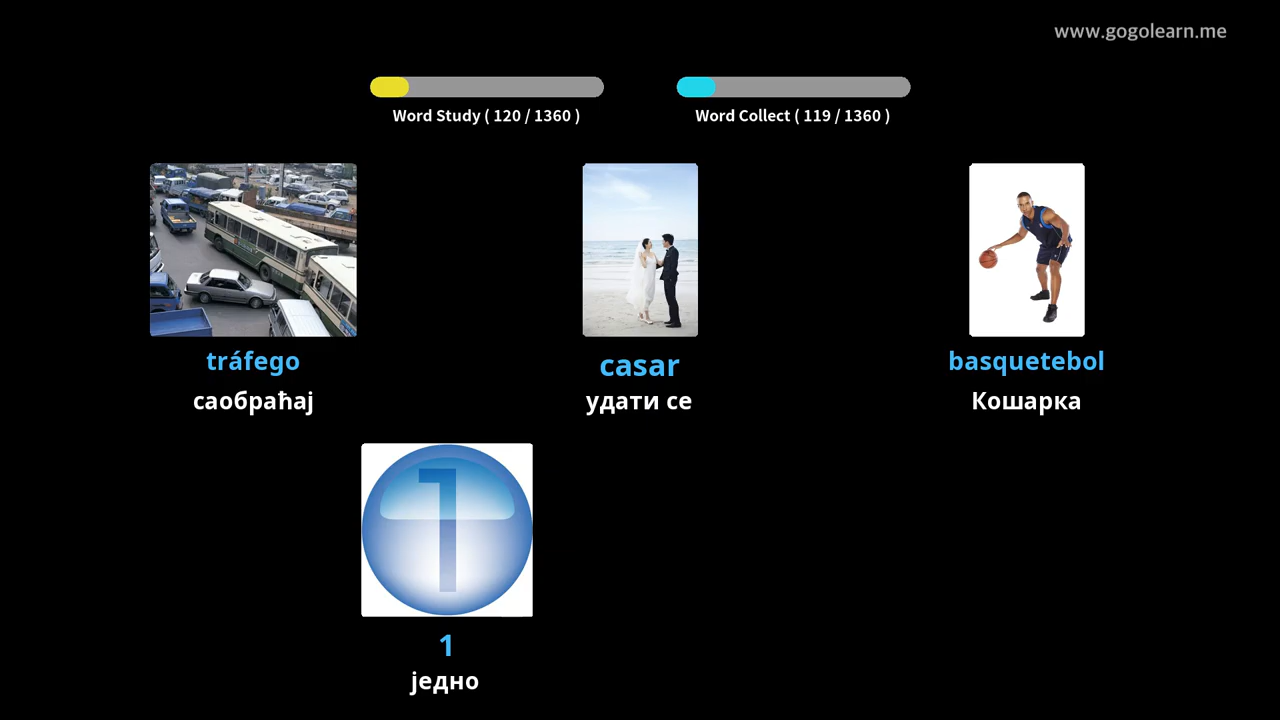 www.gogolearn.me
Word Study ( 120 / 1360 )
Word Collect ( 119 / 1360 )
tráfego
саобраћај
casar
удати се
basquetebol
Кошарка
1
1
једно